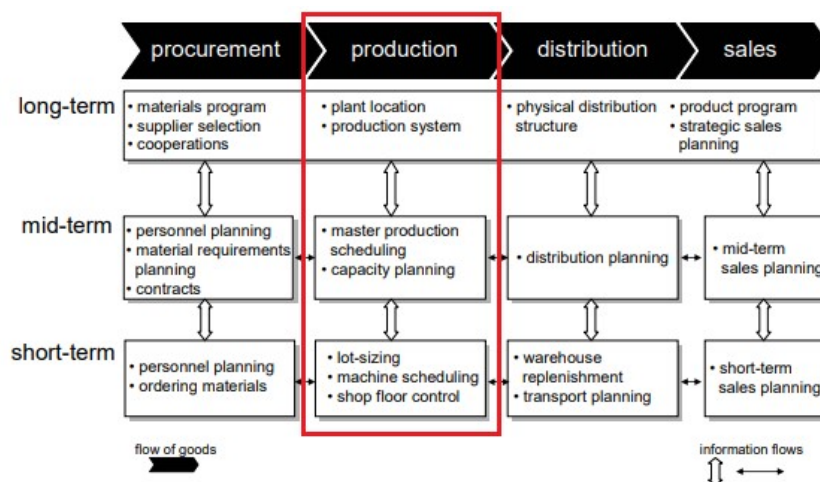 procurement
production
distribution
sales
long-term
• materials program
• supplier selection
• cooperations
• plant location
• production system
• physical distribution
structure
• product program
• strategic sales
planning
mid-term
• personnel planning
• material requirements
planning
• contracts
• master production
scheduling
• capacity planning
• distribution planning
• mid-term
sales planning
short-term
• personnel planning
• ordering materials
• lot-sizing
• machine scheduling
• shop floor control
• warehouse
replenishment
• transport planning
• short-term
sales planning
flow of goods
information flows